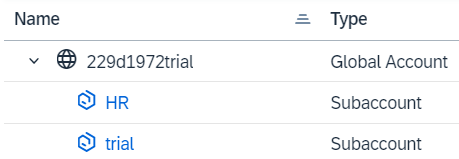 Name Type
229d1972trial Global Account
HR Subaccount
trial Subaccount